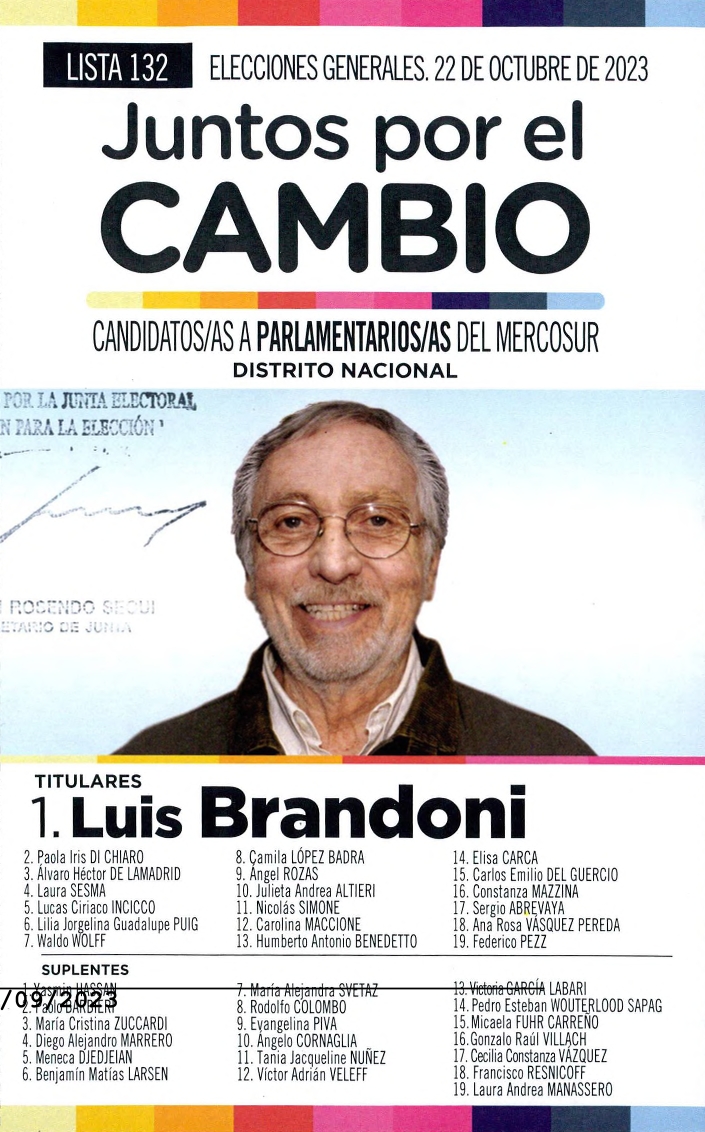 LISTA 132
ELECCIONES GENERALES. 22 DE OCTUBRE DE 2023
Juntos por el
CAMBIO
CANDIDATOS/AS A PARLAMENTARIOS/AS DEL MERCOSUR
DISTRITO NACIONAL
POR LA JUNTA ELECTORAL
N PARA LA ELECCIÓN
ROSENDO SEGUI
ETARIO DE JUNTA
TITULARES
1. Luis Brandoni
2. Paola Iris DI CHIARO
3. Álvaro Héctor DE LAMADRID
4. Laura SESMA
5. Lucas Ciriaco INCICCO
6. Lilia Jorgelina Guadalupe PUIG
7. Waldo WOLFF
8. Camila LÓPEZ BADRA
9. Ángel ROZAS
10. Julieta Andrea ALTIERI
11. Nicolás SIMONE
12. Carolina MACCIONE
13. Humberto Antonio BENEDETTO
14. Elisa CARCA
15. Carlos Emilio DEL GUERCIO
16. Constanza MAZZINA
17. Sergio ABREVAYA
18. Ana Rosa VÁSQUEZ PEREDA
19. Federico PEZZ
SUPLENTES
1. Yasmin HASSAN
2. Paolo BARBIERI
/09/2023
3. María Cristina ZUCCARDI
4. Diego Alejandro MARRERO
5. Meneca DJEDJEIAN
6. Benjamín Matías LARSEN
7. María Alejandra SVETAZ
8. Rodolfo COLOMBO
9. Evangelina PIVA
10. Ángelo CORNAGLIA
11. Tania Jacqueline NUÑEZ
12. Víctor Adrián VELEFF
13. Victoria GARCÍA LABARI
14. Pedro Esteban WOUTERLOOD SAPAG
15. Micaela FUHR CARREÑO
16. Gonzalo Raúl VILLACH
17. Cecilia Constanza VÁZQUEZ
18. Francisco RESNICOFF
19. Laura Andrea MANASSERO